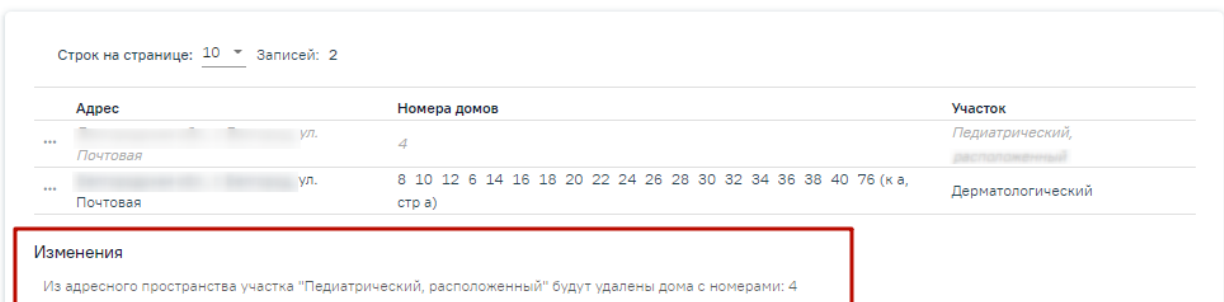 Строк на странице: 10 Записей: 2
Адрес Номера домов Участок
ул. Почтовая 4 Педиатрический,
ул. Почтовая 8 10 12 6 14 16 18 20 22 24 26 28 30 32 34 36 38 40 76 (к а, стр а) Дерматологический
Изменения
Из адресного пространства участка "Педиатрический, расположенный" будут удалены дома с номерами: 4